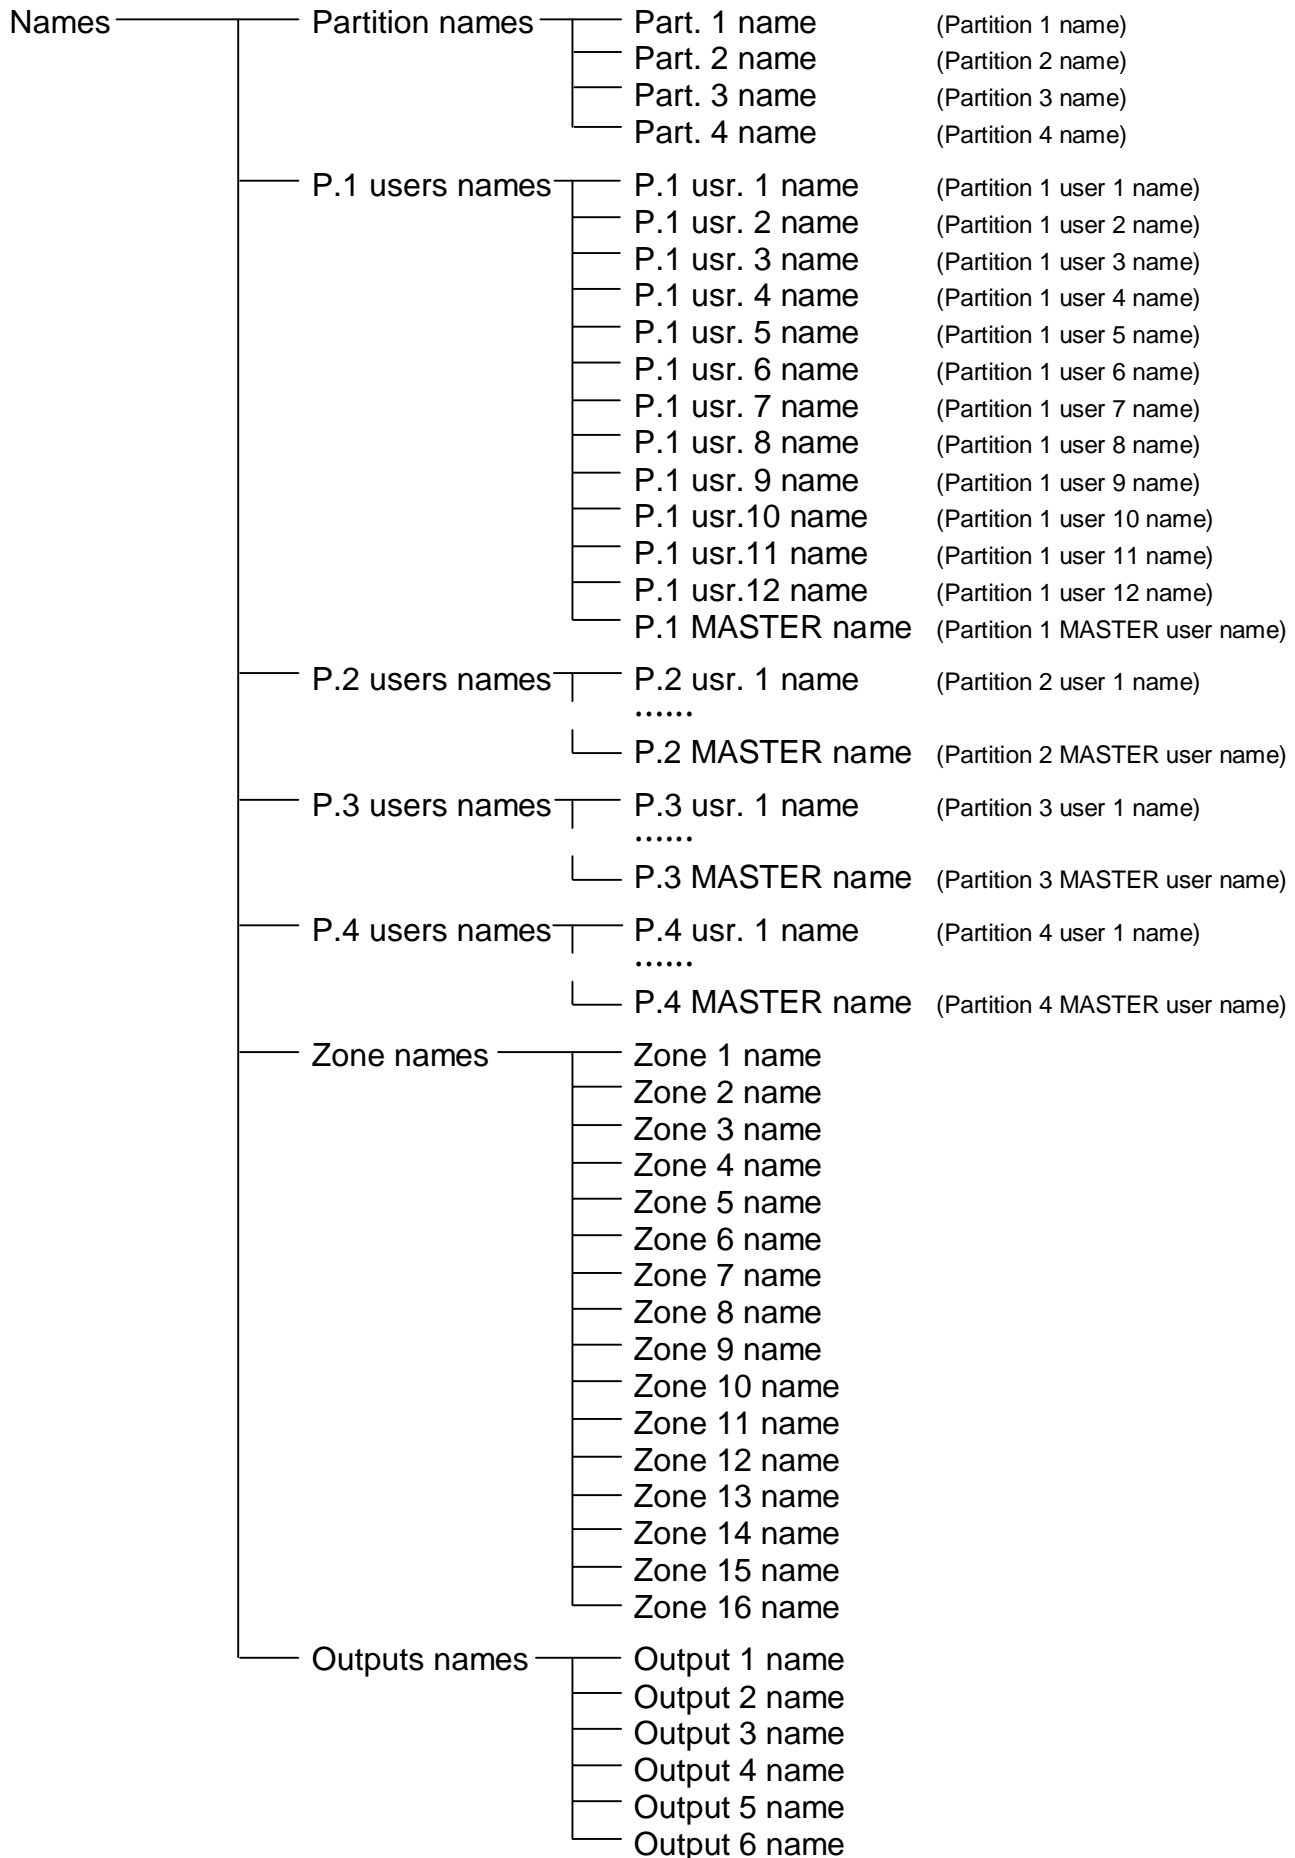 Names Partition names Part. 1 name (Partition 1 name)
Part. 2 name (Partition 2 name)
Part. 3 name (Partition 3 name)
Part. 4 name (Partition 4 name)
P.1 users names P.1 usr. 1 name (Partition 1 user 1 name)
P.1 usr. 2 name (Partition 1 user 2 name)
P.1 usr. 3 name (Partition 1 user 3 name)
P.1 usr. 4 name (Partition 1 user 4 name)
P.1 usr. 5 name (Partition 1 user 5 name)
P.1 usr. 6 name (Partition 1 user 6 name)
P.1 usr. 7 name (Partition 1 user 7 name)
P.1 usr. 8 name (Partition 1 user 8 name)
P.1 usr. 9 name (Partition 1 user 9 name)
P.1 usr.10 name (Partition 1 user 10 name)
P.1 usr.11 name (Partition 1 user 11 name)
P.1 usr.12 name (Partition 1 user 12 name)
P.1 MASTER name (Partition 1 MASTER user name)
P.2 users names P.2 usr. 1 name (Partition 2 user 1 name)
......
P.2 MASTER name (Partition 2 MASTER user name)
P.3 users names P.3 usr. 1 name (Partition 3 user 1 name)
......
P.3 MASTER name (Partition 3 MASTER user name)
P.4 users names P.4 usr. 1 name (Partition 4 user 1 name)
......
P.4 MASTER name (Partition 4 MASTER user name)
Zone names Zone 1 name
Zone 2 name
Zone 3 name
Zone 4 name
Zone 5 name
Zone 6 name
Zone 7 name
Zone 8 name
Zone 9 name
Zone 10 name
Zone 11 name
Zone 12 name
Zone 13 name
Zone 14 name
Zone 15 name
Zone 16 name
Outputs names Output 1 name
Output 2 name
Output 3 name
Output 4 name
Output 5 name
Output 6 name